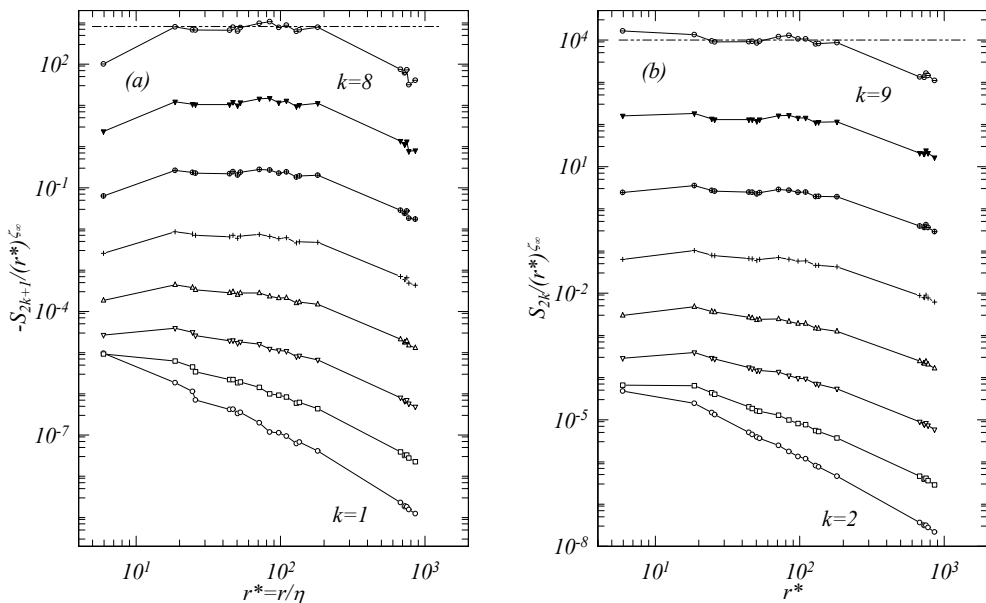 10^2
10^{-1}
10^{-4}
10^{-7}
-S_{2k+1}/(r*)^{ζ_∞}
(a)
k=8
k=1
10^1
10^2
10^3
r*=r/η
10^4
10^1
10^{-2}
10^{-5}
10^{-8}
S_{2k}/(r*)^{ζ_∞}
(b)
k=9
k=2
10^1
10^2
10^3
r*